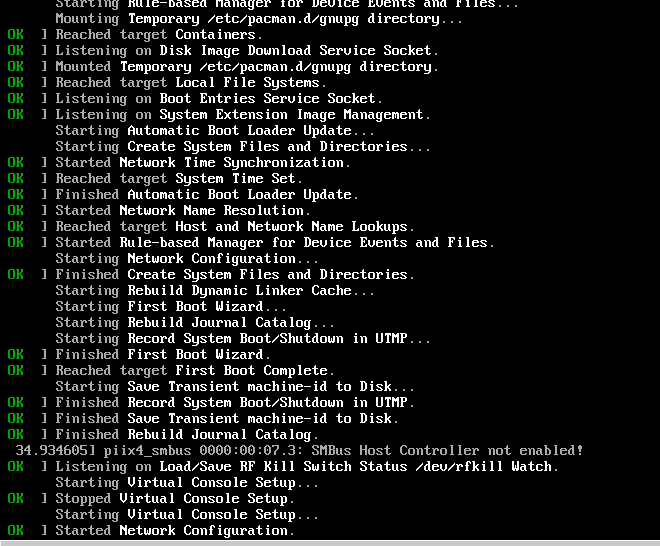 Starting Rule-based Manager for Device Events and Files...
Mounting Temporary /etc/pacman.d/gnupg directory...
OK ] Reached target Containers.
OK ] Listening on Disk Image Download Service Socket.
OK ] Mounted Temporary /etc/pacman.d/gnupg directory.
OK ] Reached target Local File Systems.
OK ] Listening on Boot Entries Service Socket.
OK ] Listening on System Extension Image Management.
Starting Automatic Boot Loader Update...
Starting Create System Files and Directories...
OK ] Started Network Time Synchronization.
OK ] Reached target System Time Set.
OK ] Finished Automatic Boot Loader Update.
OK ] Started Network Name Resolution.
OK ] Reached target Host and Network Name Lookups.
OK ] Started Rule-based Manager for Device Events and Files.
Starting Network Configuration...
OK ] Finished Create System Files and Directories.
Starting Rebuild Dynamic Linker Cache...
Starting First Boot Wizard...
Starting Rebuild Journal Catalog...
Starting Record System Boot/Shutdown in UTMP...
OK ] Finished First Boot Wizard.
OK ] Reached target First Boot Complete.
Starting Save Transient machine-id to Disk...
OK ] Finished Record System Boot/Shutdown in UTMP.
OK ] Finished Save Transient machine-id to Disk.
OK ] Finished Rebuild Journal Catalog.
34.934605] piix4_smbus 0000:00:07.3: SMBus Host Controller not enabled!
OK ] Listening on Load/Save RF Kill Switch Status /dev/rfkill Watch.
Starting Virtual Console Setup...
OK ] Stopped Virtual Console Setup.
Starting Virtual Console Setup...
OK ] Started Network Configuration.